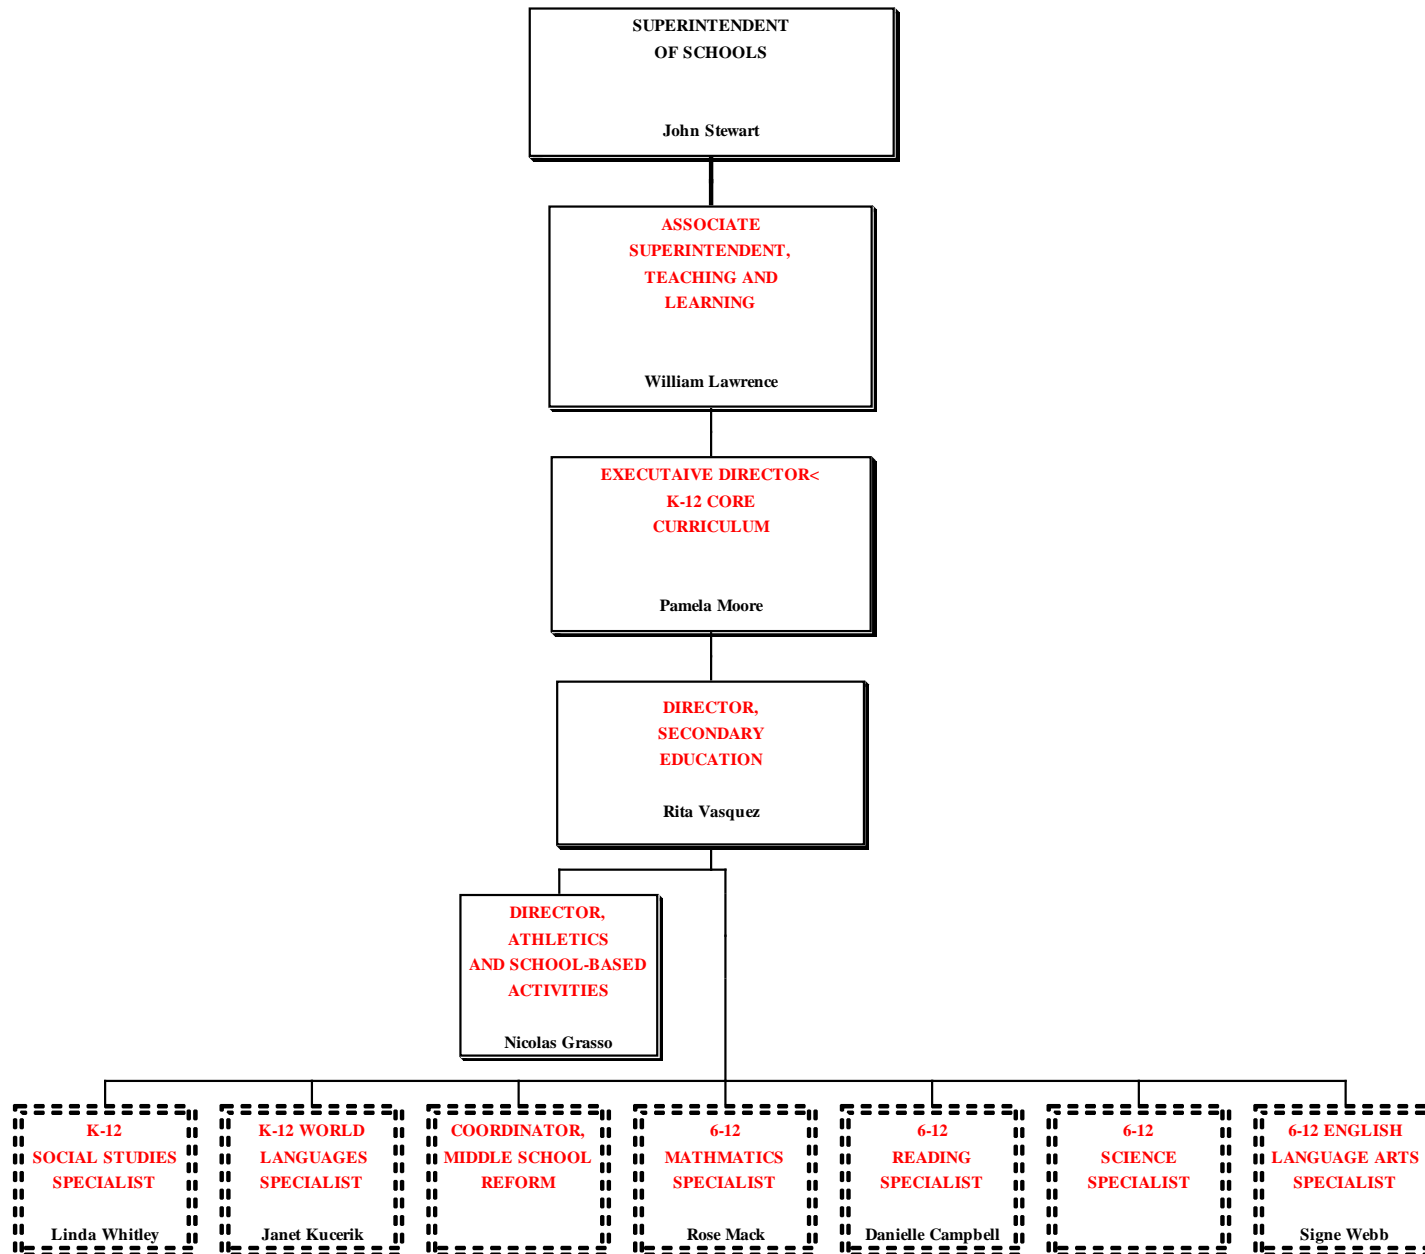 SUPERINTENDENT
OF SCHOOLS
John Stewart
ASSOCIATE
SUPERINTENDENT,
TEACHING AND
LEARNING
William Lawrence
EXECUTAIVE DIRECTOR<
K-12 CORE
CURRICULUM
Pamela Moore
DIRECTOR,
SECONDARY
EDUCATION
Rita Vasquez
DIRECTOR,
ATHLETICS
AND SCHOOL-BASED
ACTIVITIES
Nicolas Grasso
K-12
SOCIAL STUDIES
SPECIALIST
Linda Whitley
K-12 WORLD
LANGUAGES
SPECIALIST
Janet Kucerik
COORDINATOR,
MIDDLE SCHOOL
REFORM
6-12
MATHMATICS
SPECIALIST
Rose Mack
6-12
READING
SPECIALIST
Danielle Campbell
6-12
SCIENCE
SPECIALIST
6-12 ENGLISH
LANGUAGE ARTS
SPECIALIST
Signe Webb